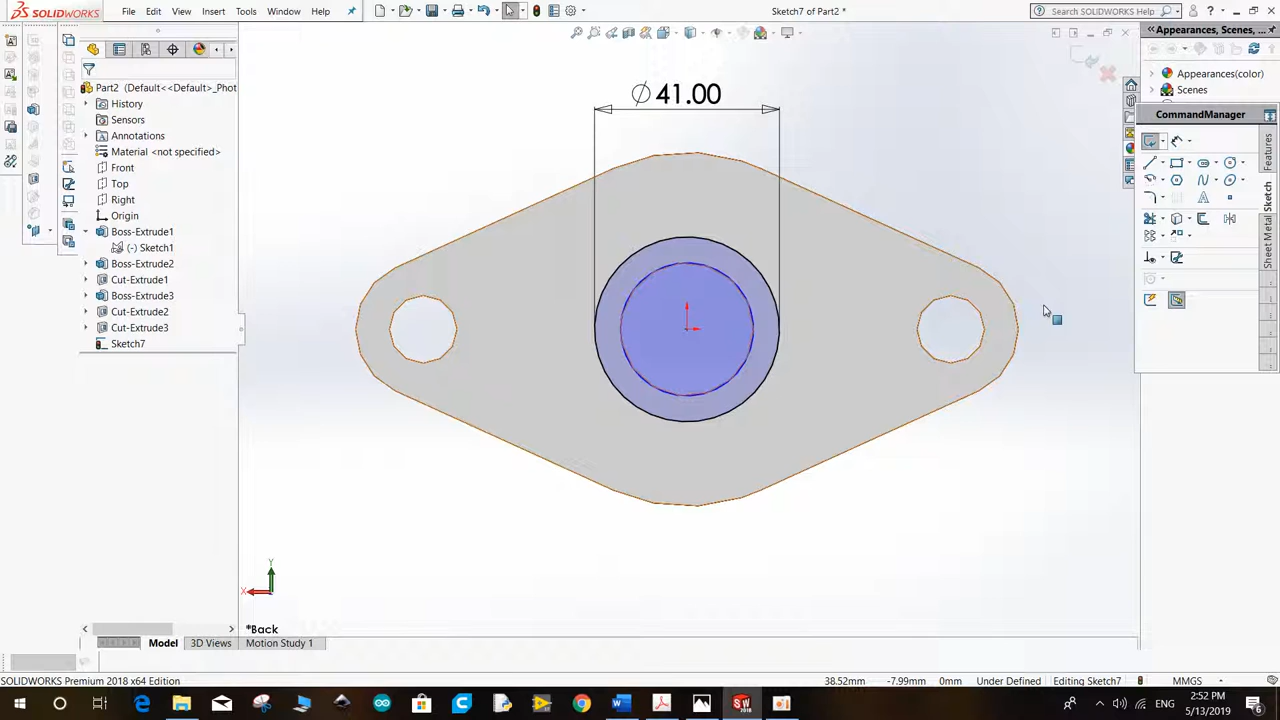 SOLIDWORKS
File
Edit
View
Insert
Tools
Window
Sketch7 of Part2 *
Search SOLIDWORKS Help
Appearances, Scenes,
Appearances(color)
Scenes
CommandManager
Features
Sketch
Sheet Metal
Part2 (Default<<Default>_Phot
History
Sensors
Annotations
Material <not specified>
Front
Top
Right
Origin
Boss-Extrude1
(-) Sketch1
Boss-Extrude2
Cut-Extrude1
Boss-Extrude3
Cut-Extrude2
Cut-Extrude3
Sketch7
∅ 41.00
Y
X
*Back
Model
3D Views
Motion Study 1
SOLIDWORKS Premium 2018 x64 Edition
38.52mm
-7.99mm
0mm
Under Defined
Editing Sketch7
MMGS
ENG
2:52 PM
5/13/2019